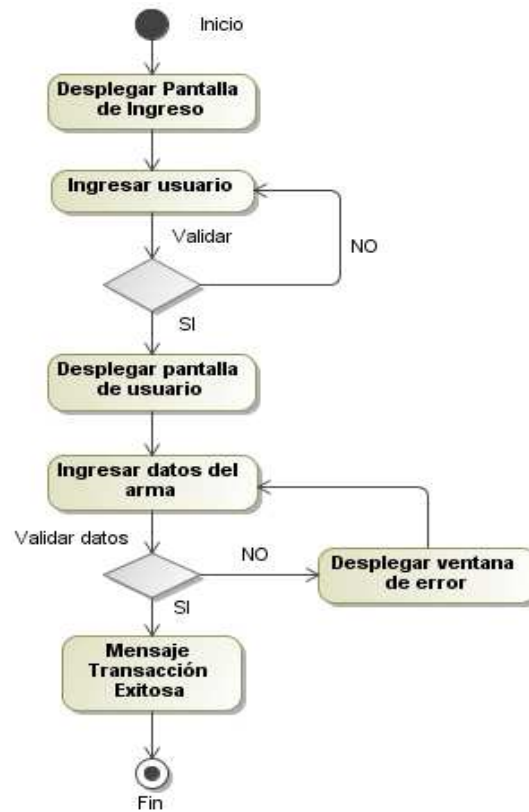 Inicio
Desplegar Pantalla
de Ingreso
Ingresar usuario
Validar
NO
SI
Desplegar pantalla
de usuario
Ingresar datos del
arma
Validar datos
NO
Desplegar ventana
de error
SI
Mensaje
Transacción
Exitosa
Fin